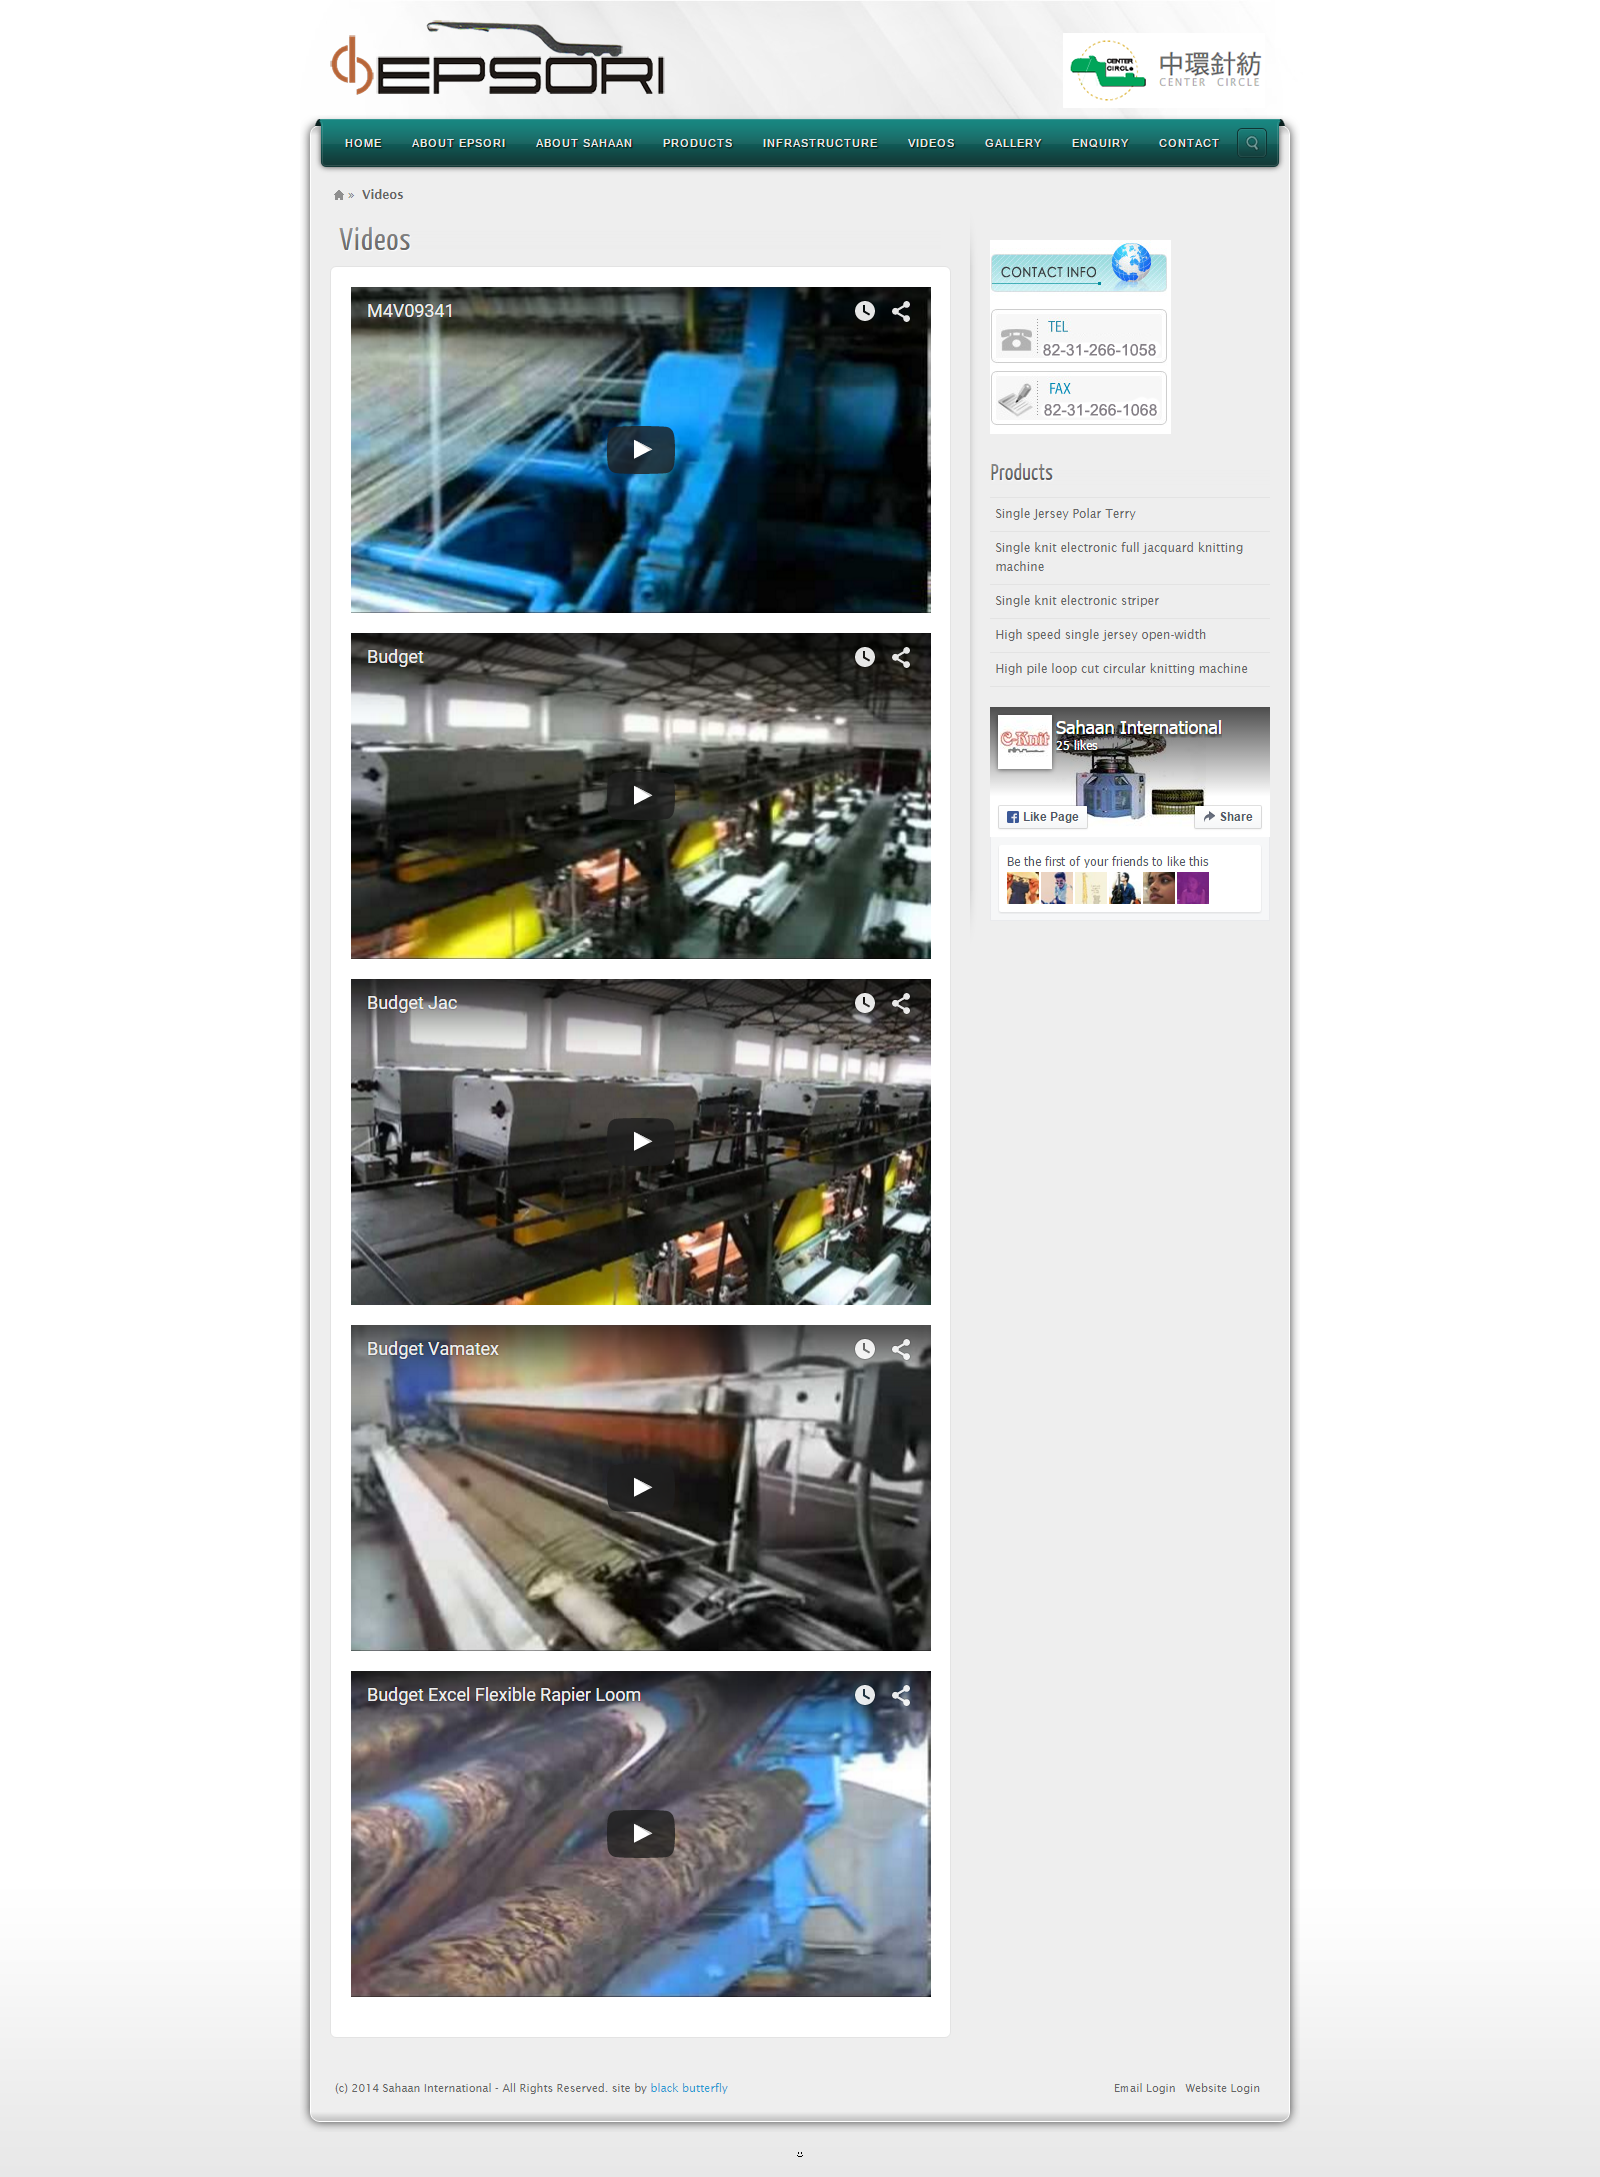 EPSORI
CENTER
CIRCLE
中環針紡
CENTER CIRCLE
HOME ABOUT EPSORI ABOUT SAHAAN PRODUCTS INFRASTRUCTURE VIDEOS GALLERY ENQUIRY CONTACT
» Videos
Videos
M4V09341
Budget
Budget Jac
Budget Vamatex
Budget Excel Flexible Rapier Loom
CONTACT INFO
TEL
82-31-266-1058
FAX
82-31-266-1068
Products
Single Jersey Polar Terry
Single knit electronic full jacquard knitting
machine
Single knit electronic striper
High speed single jersey open-width
High pile loop cut circular knitting machine
e-Knit
Sahaan International
25 likes
Like Page
Share
Be the first of your friends to like this
(c) 2014 Sahaan International - All Rights Reserved. site by black butterfly
Email Login Website Login